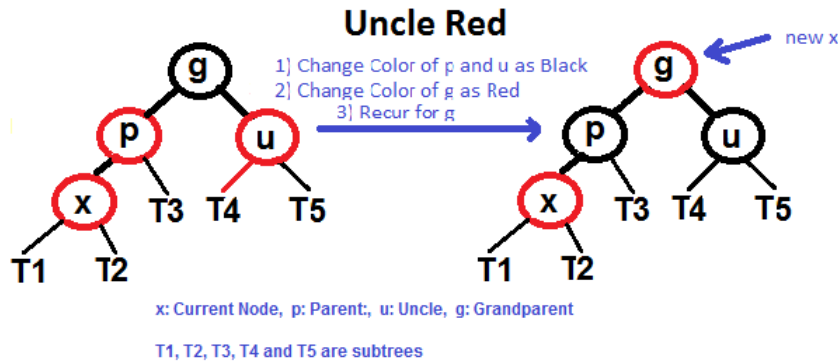 Uncle Red
1) Change Color of p and u as Black
2) Change Color of g as Red
3) Recur for g
new x
g
p
u
x
T3
T4
T5
T1
T2
g
p
u
x
T3
T4
T5
T1
T2
x: Current Node, p: Parent:, u: Uncle, g: Grandparent
T1, T2, T3, T4 and T5 are subtrees